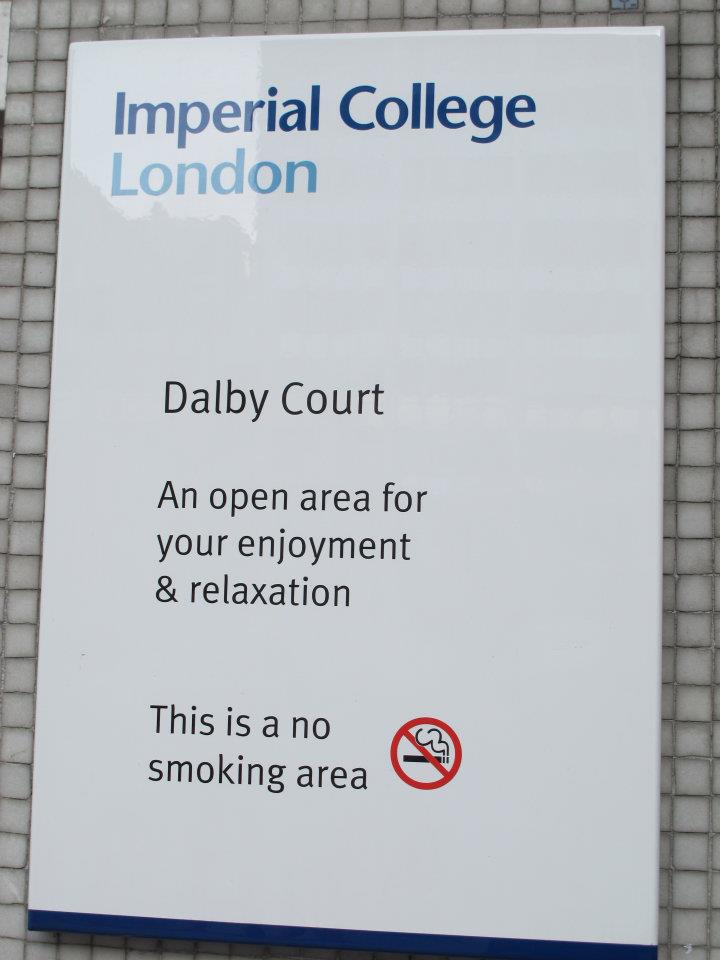 Imperial College
London
Dalby Court
An open area for
your enjoyment
& relaxation
This is a no
smoking area